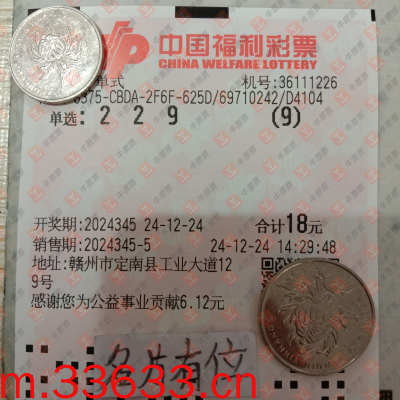 中国福利彩票
CHINA WELFARE LOTTERY
单式 机号:36111226
375-CBDA-2F6F-625D/69710242/D4104
单选: 2 2 9 (9)
开奖期:2024345 24-12-24 合计18元
销售期:2024345-5 24-12-24 14:29:48
地址:赣州市定南县工业大道12
9号
感谢您为公益事业贡献6.12元
m.33633.com